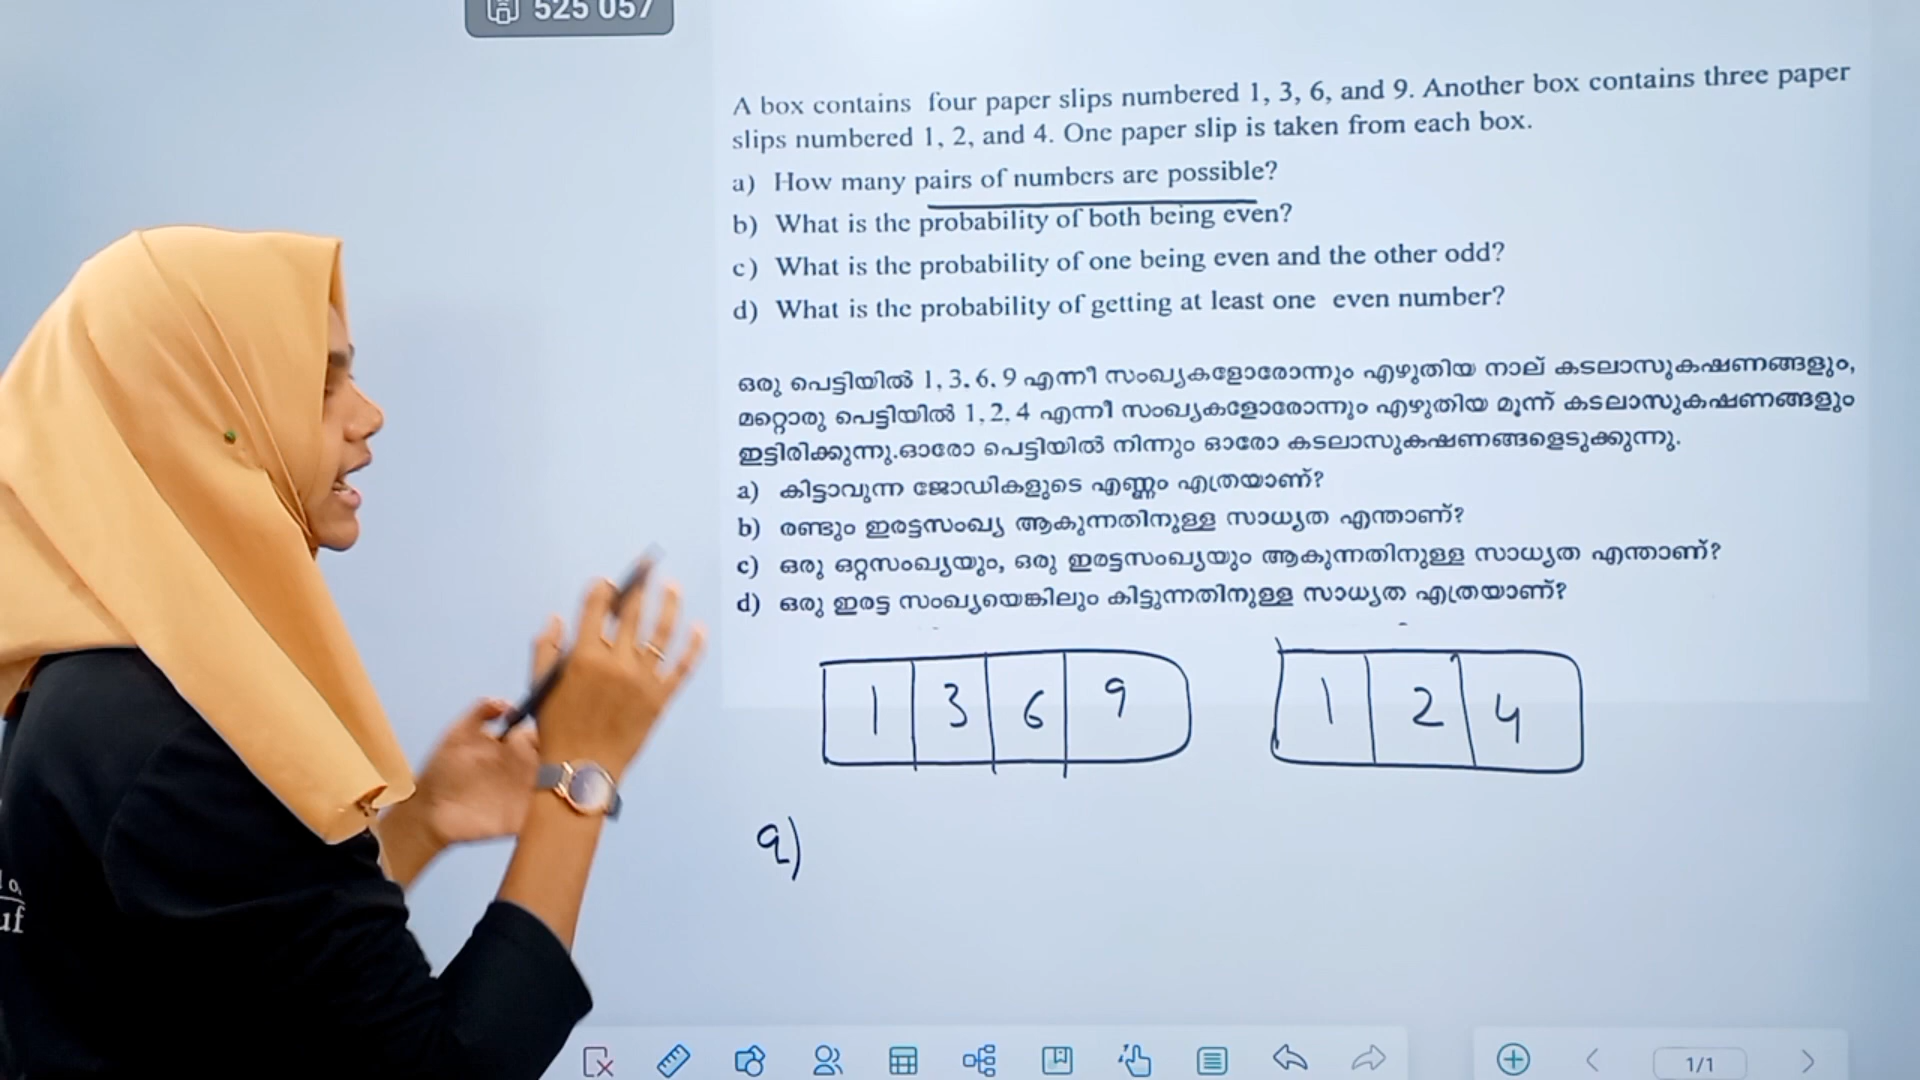 525 057
A box contains four paper slips numbered 1, 3, 6, and 9. Another box contains three paper
slips numbered 1, 2, and 4. One paper slip is taken from each box.
a) How many pairs of numbers are possible?
b) What is the probability of both being even?
c) What is the probability of one being even and the other odd?
d) What is the probability of getting at least one even number?
ഒരു പെട്ടിയിൽ 1, 3, 6, 9 എന്നീ സംഖ്യകളോരോന്നും എഴുതിയ നാല് കടലാസുകഷണങ്ങളും,
മറ്റൊരു പെട്ടിയിൽ 1, 2, 4 എന്നീ സംഖ്യകളോരോന്നും എഴുതിയ മൂന്ന് കടലാസുകഷണങ്ങളും
ഇട്ടിരിക്കുന്നു.ഓരോ പെട്ടിയിൽ നിന്നും ഓരോ കടലാസുകഷണങ്ങളെടുക്കുന്നു.
a) കിട്ടാവുന്ന ജോഡികളുടെ എണ്ണം എത്രയാണ്?
b) രണ്ടും ഇരട്ടസംഖ്യ ആകുന്നതിനുള്ള സാധ്യത എന്താണ്?
c) ഒരു ഒറ്റസംഖ്യയും, ഒരു ഇരട്ടസംഖ്യയും ആകുന്നതിനുള്ള സാധ്യത എന്താണ്?
d) ഒരു ഇരട്ട സംഖ്യയെങ്കിലും കിട്ടുന്നതിനുള്ള സാധ്യത എത്രയാണ്?
1 3 6 9 1 2 4
a)
1/1